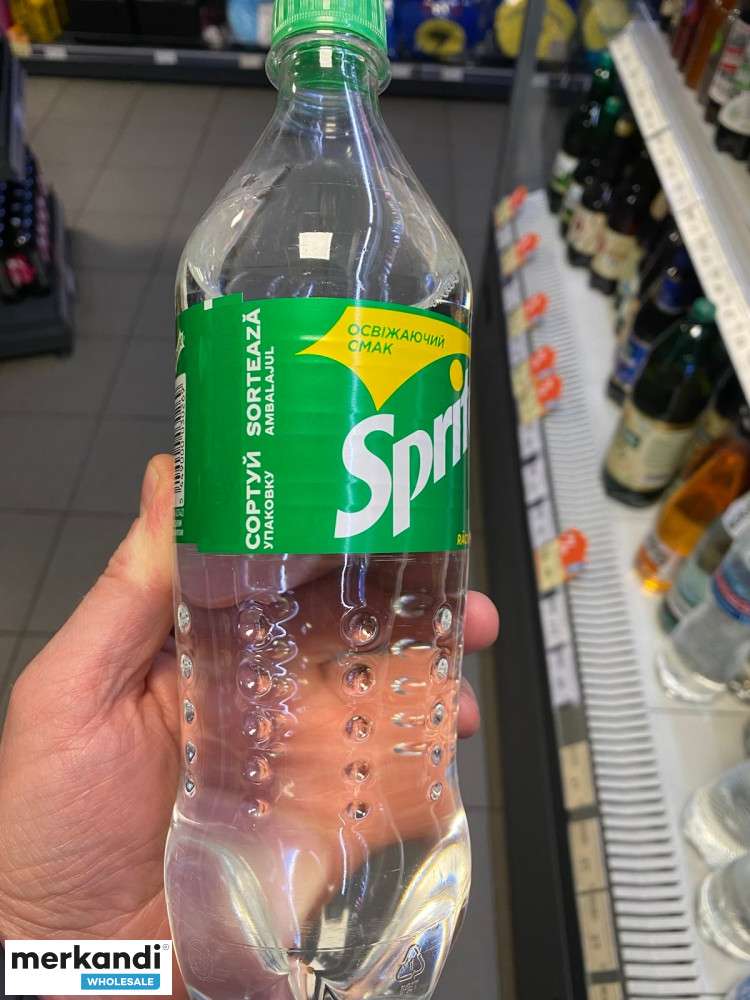 ОСВІЖАЮЧИЙ
СМАК
Sprit
СОРТУЙ SORTEAZĂ
УПАКОВКУ AMBALAJUL
merkandi®
WHOLESALE